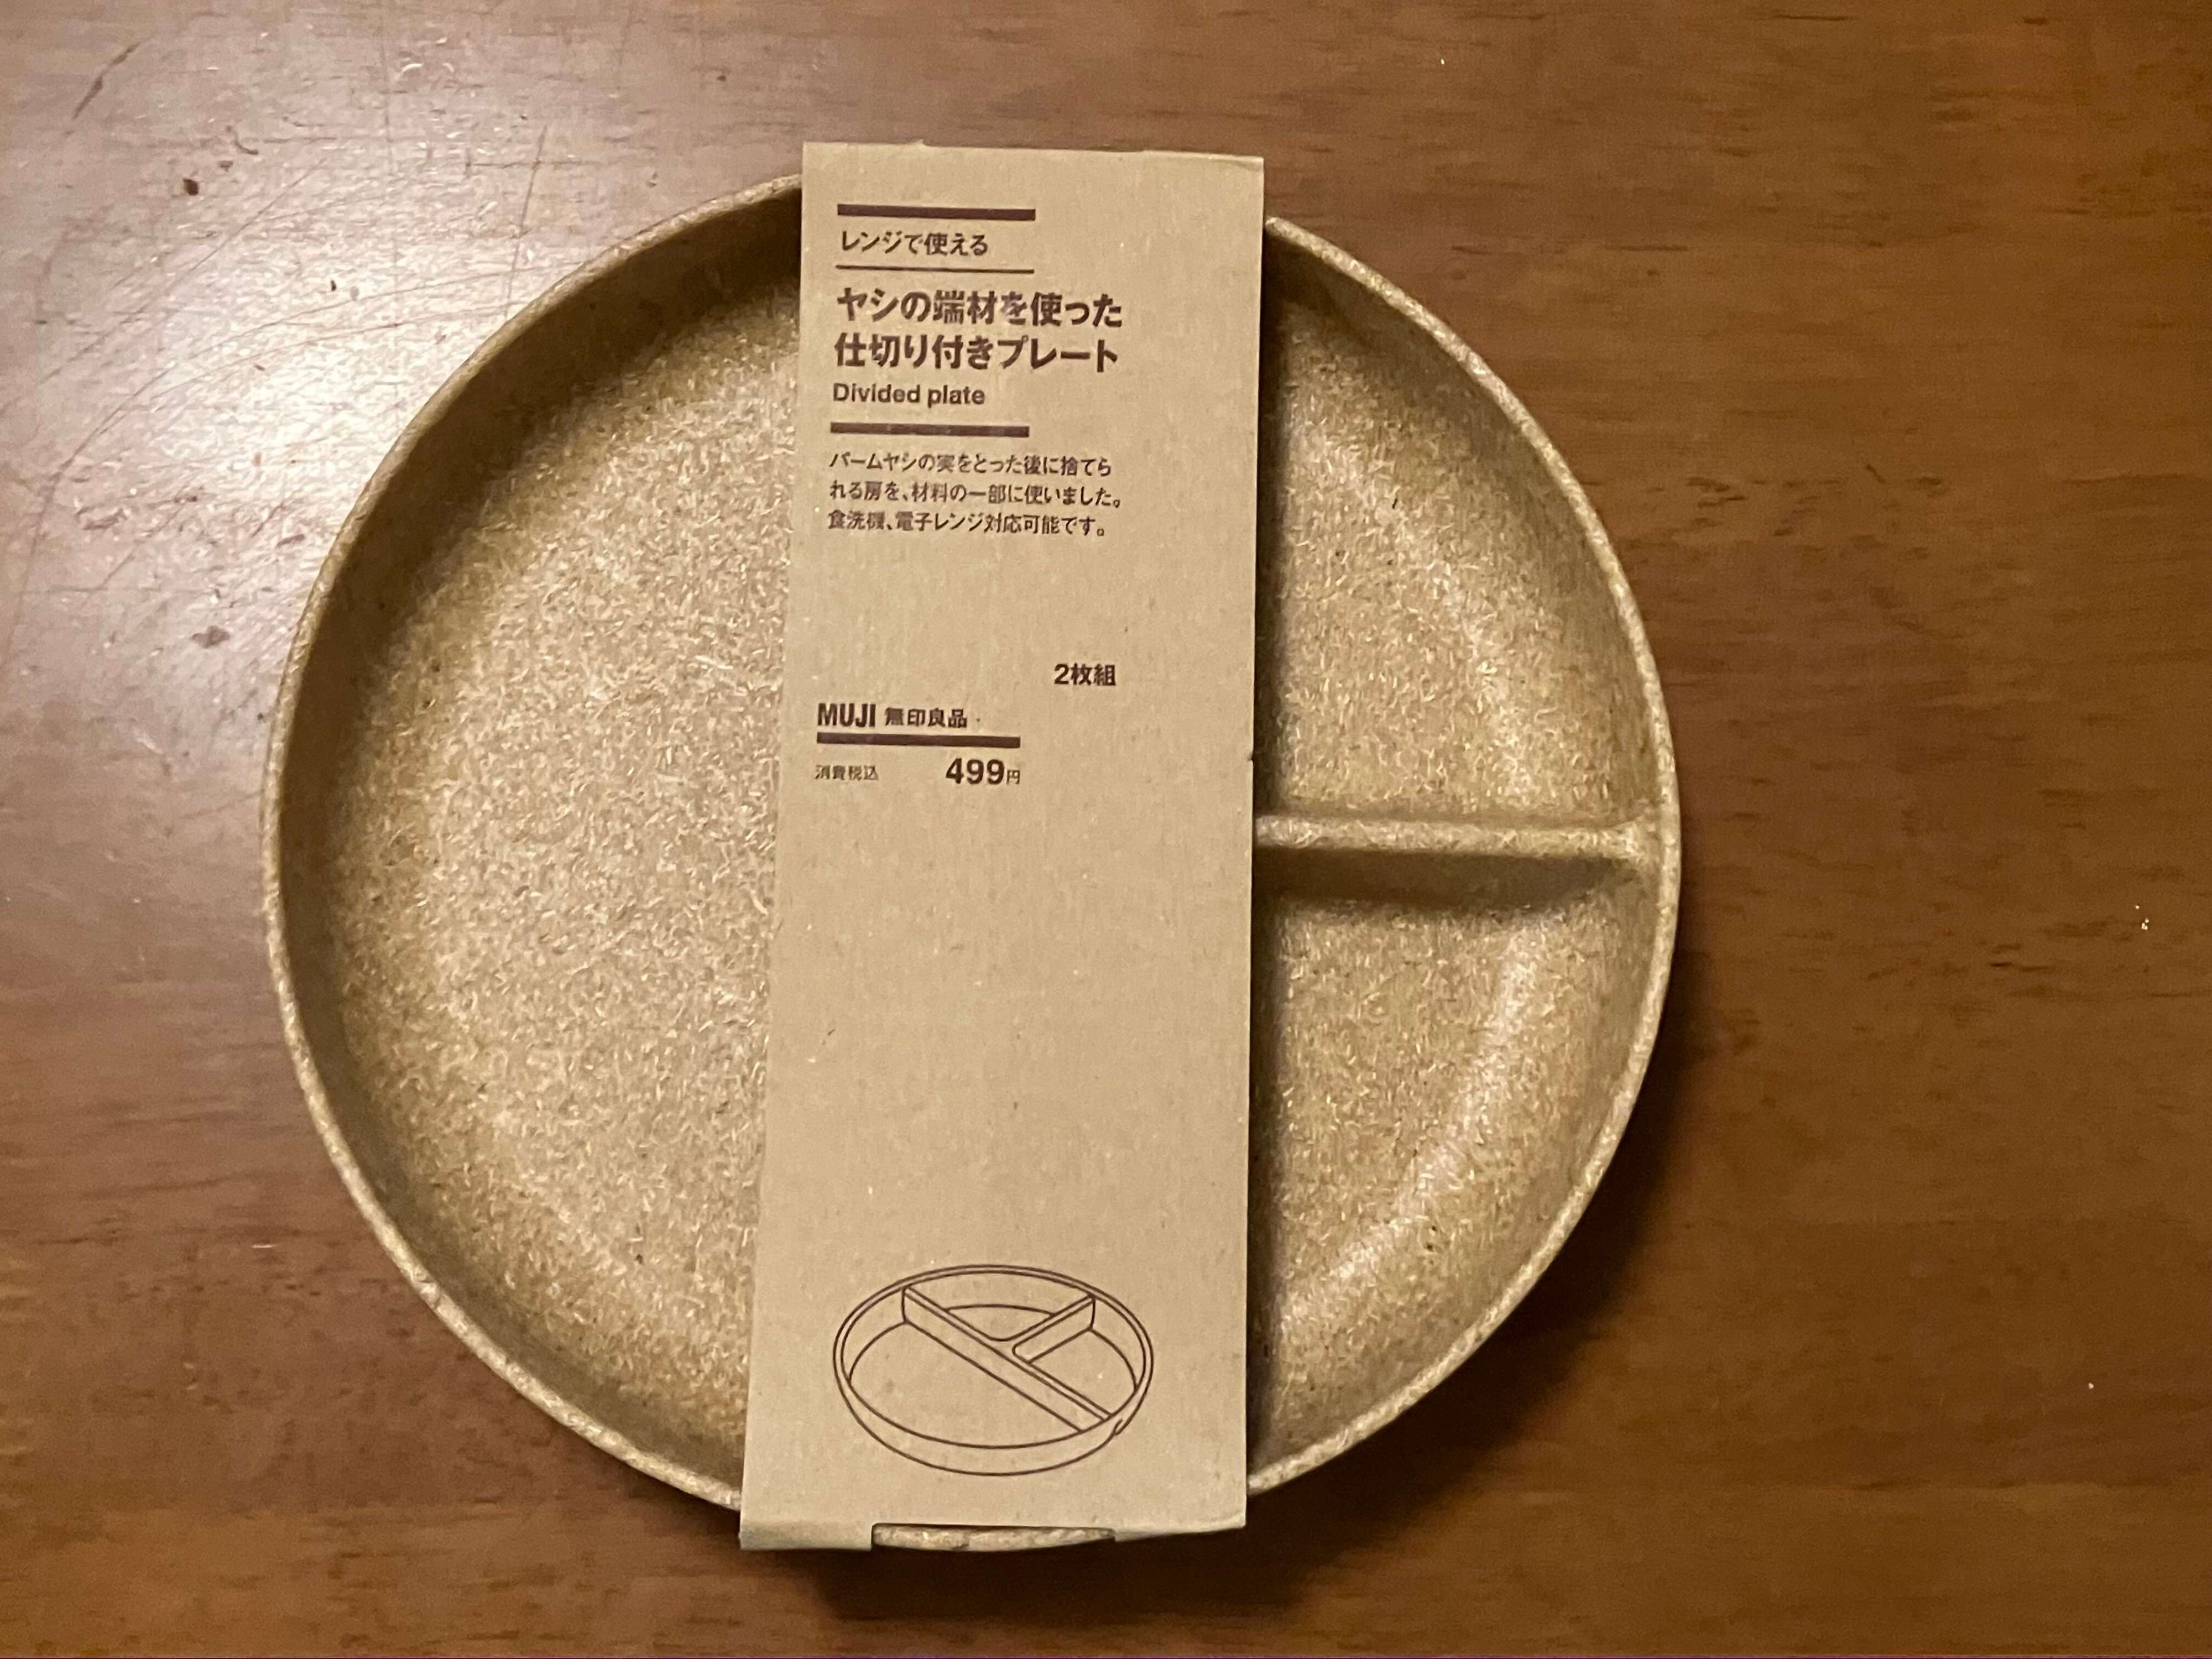 レンジで使える
ヤシの端材を使った
仕切り付きプレート
Divided plate
パームヤシの実をとった後に捨てら
れる房を、材料の一部に使いました。
食洗機、電子レンジ対応可能です。
2枚組
MUJI 無印良品
消費税込 499円